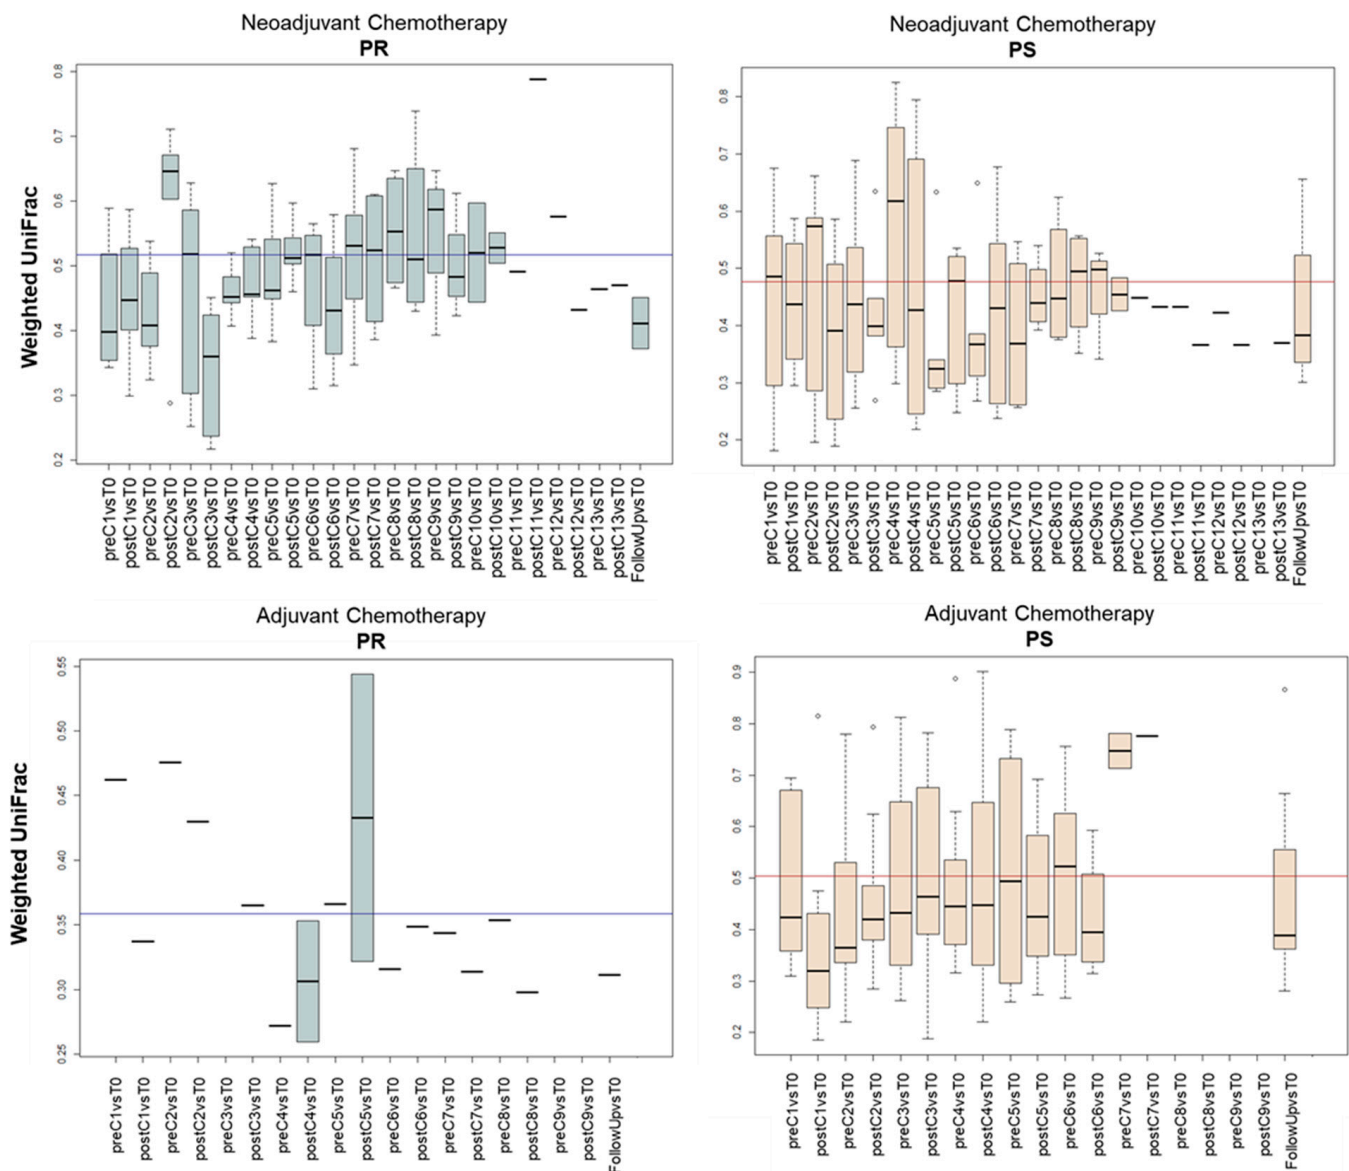 Neoadjuvant Chemotherapy
PR
Weighted UniFrac
0.8
0.7
0.6
0.5
0.4
0.3
0.2
preC1vsT0
postC1vsT0
preC2vsT0
postC2vsT0
preC3vsT0
postC3vsT0
preC4vsT0
postC4vsT0
preC5vsT0
postC5vsT0
preC6vsT0
postC6vsT0
preC7vsT0
postC7vsT0
preC8vsT0
postC8vsT0
preC9vsT0
postC9vsT0
preC10vsT0
postC10vsT0
preC11vsT0
postC11vsT0
preC12vsT0
postC12vsT0
preC13vsT0
postC13vsT0
FollowUpvsT0
Neoadjuvant Chemotherapy
PS
0.8
0.7
0.6
0.5
0.4
0.3
0.2
preC1vsT0
postC1vsT0
preC2vsT0
postC2vsT0
preC3vsT0
postC3vsT0
preC4vsT0
postC4vsT0
preC5vsT0
postC5vsT0
preC6vsT0
postC6vsT0
preC7vsT0
postC7vsT0
preC8vsT0
postC8vsT0
preC9vsT0
postC9vsT0
preC10vsT0
postC10vsT0
preC11vsT0
postC11vsT0
preC12vsT0
postC12vsT0
preC13vsT0
postC13vsT0
FollowUpvsT0
Adjuvant Chemotherapy
PR
Weighted UniFrac
0.55
0.50
0.45
0.40
0.35
0.30
0.25
preC1vsT0
postC1vsT0
preC2vsT0
postC2vsT0
preC3vsT0
postC3vsT0
preC4vsT0
postC4vsT0
preC5vsT0
postC5vsT0
preC6vsT0
postC6vsT0
preC7vsT0
postC7vsT0
preC8vsT0
postC8vsT0
preC9vsT0
postC9vsT0
FollowUpvsT0
Adjuvant Chemotherapy
PS
0.9
0.8
0.7
0.6
0.5
0.4
0.3
0.2
preC1vsT0
postC1vsT0
preC2vsT0
postC2vsT0
preC3vsT0
postC3vsT0
preC4vsT0
postC4vsT0
preC5vsT0
postC5vsT0
preC6vsT0
postC6vsT0
preC7vsT0
postC7vsT0
preC8vsT0
postC8vsT0
preC9vsT0
postC9vsT0
FollowUpvsT0